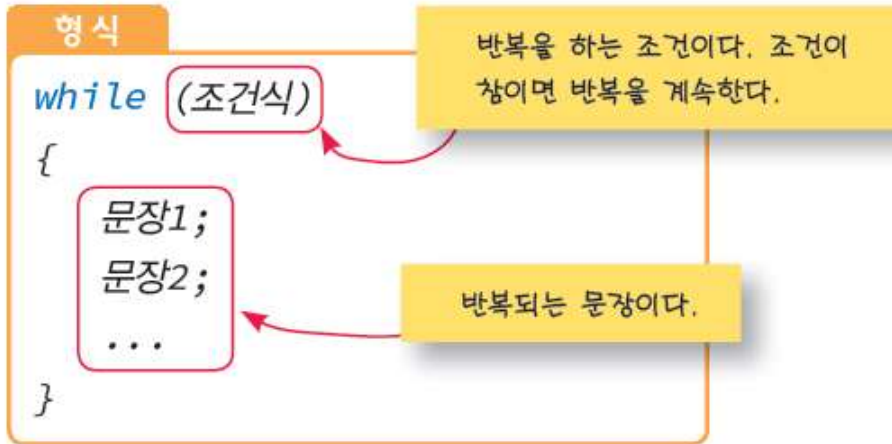 형식
반복을 하는 조건이다. 조건이
참이면 반복을 계속한다.
while (조건식)
{
문장1;
문장2;
...
반복되는 문장이다.
}